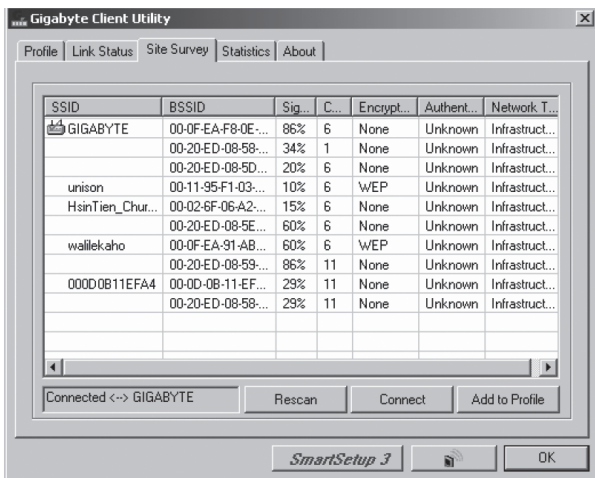 Gigabyte Client Utility
Profile Link Status Site Survey Statistics About
SSID BSSID Sig... C... Encrypt... Authent... Network T...
GIGABYTE 00-0F-EA-F8-0E-... 86% 6 None Unknown Infrastruct...
00-20-ED-08-58-... 34% 1 None Unknown Infrastruct...
00-20-ED-08-5D... 20% 6 None Unknown Infrastruct...
unison 00-11-95-F1-03-... 10% 6 WEP Unknown Infrastruct...
HsinTien_Chur... 00-02-6F-06-A2-... 15% 6 None Unknown Infrastruct...
00-20-ED-08-5E... 60% 6 None Unknown Infrastruct...
walilekaho 00-0F-EA-91-AB... 60% 6 WEP Unknown Infrastruct...
00-20-ED-08-59-... 86% 11 None Unknown Infrastruct...
000D0B11EFA4 00-0D-0B-11-EF... 29% 11 None Unknown Infrastruct...
00-20-ED-08-58-... 29% 11 None Unknown Infrastruct...
Connected <--> GIGABYTE Rescan Connect Add to Profile
SmartSetup 3 OK